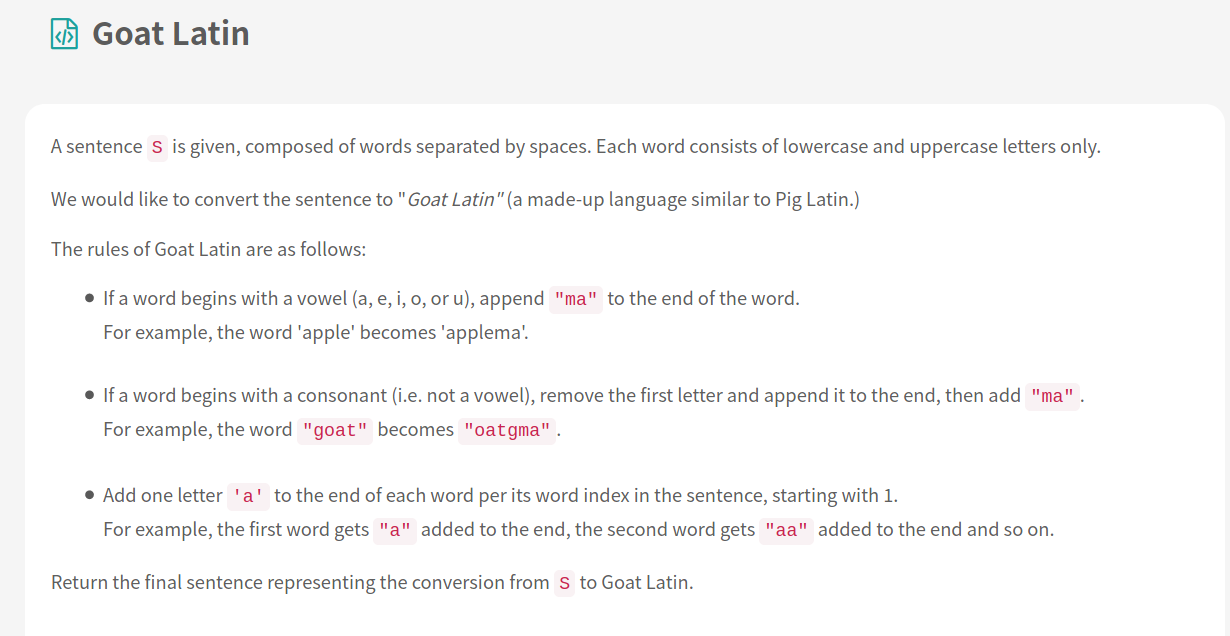 Goat Latin
A sentence S is given, composed of words separated by spaces. Each word consists of lowercase and uppercase letters only.
We would like to convert the sentence to "Goat Latin" (a made-up language similar to Pig Latin.)
The rules of Goat Latin are as follows:
If a word begins with a vowel (a, e, i, o, or u), append "ma" to the end of the word.
For example, the word 'apple' becomes 'applema'.
If a word begins with a consonant (i.e. not a vowel), remove the first letter and append it to the end, then add "ma".
For example, the word "goat" becomes "oatgma".
Add one letter 'a' to the end of each word per its word index in the sentence, starting with 1.
For example, the first word gets "a" added to the end, the second word gets "aa" added to the end and so on.
Return the final sentence representing the conversion from S to Goat Latin.